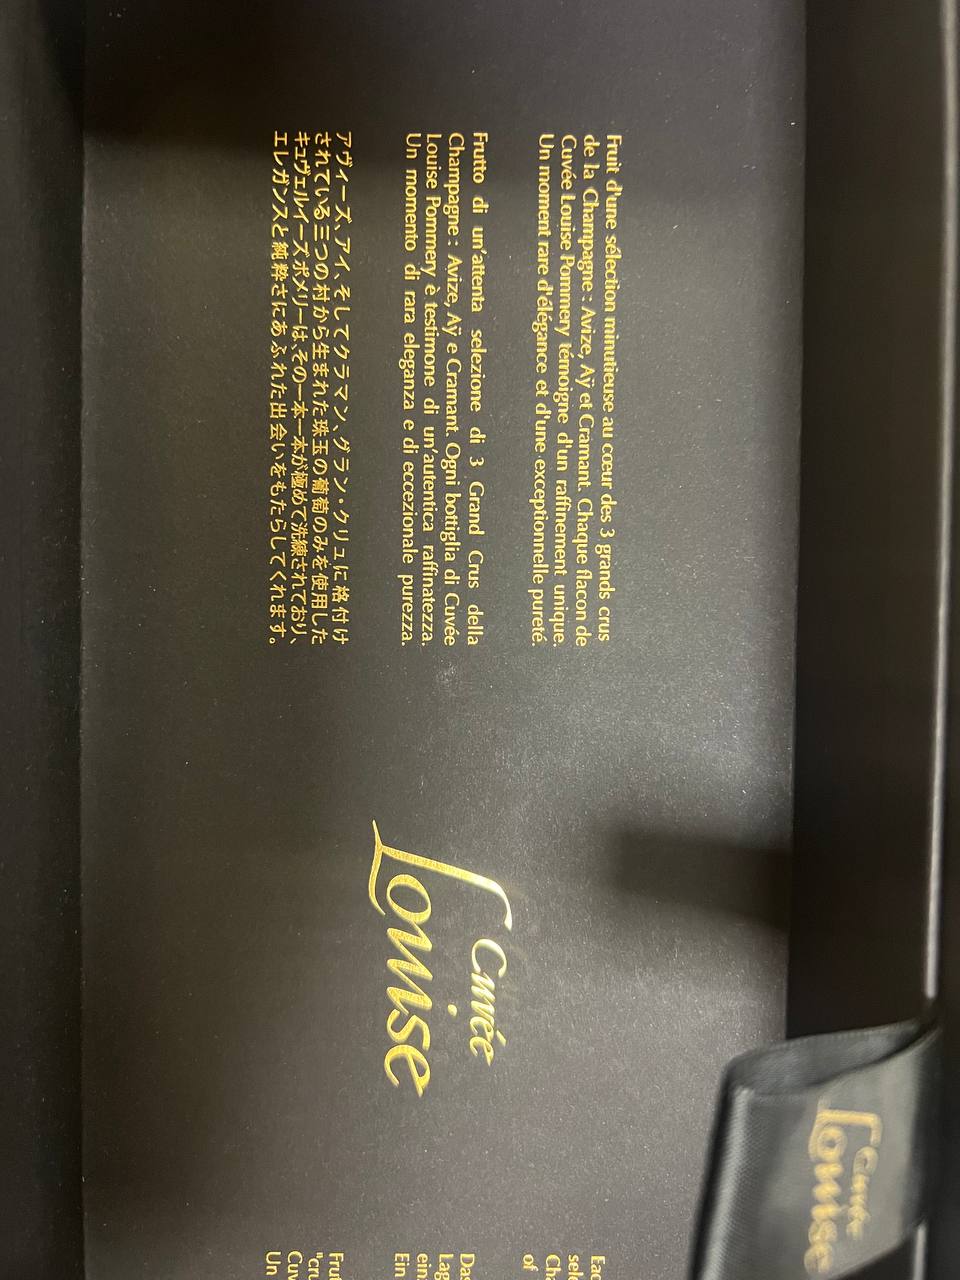 Fruit d'une sélection minutieuse au cœur des 3 grands crus
de la Champagne : Avize, Aÿ et Cramant. Chaque flacon de
Cuvée Louise Pommery témoigne d'un raffinement unique.
Un moment rare d'élégance et d'une exceptionnelle pureté.
Frutto di un'attenta selezione di 3 Grand Crus della
Champagne : Avize, Aÿ e Cramant. Ogni bottiglia di Cuvée
Louise Pommery è testimone di un'autentica raffinatezza.
Un momento di rara eleganza e di eccezionale purezza.
アヴィーズ、アイ、そしてクラマン、グラン・クリュに格付け
されている三つの村から生まれた珠玉の葡萄のみを使用した
キュヴェルイーズポメリーは、その一本一本が極めて洗練されており、
エレガンスと純粋さにあふれた出会いをもたらしてくれます。
Cuvée
Louise
Cuvée
Louise
of
Das
Ein
Un